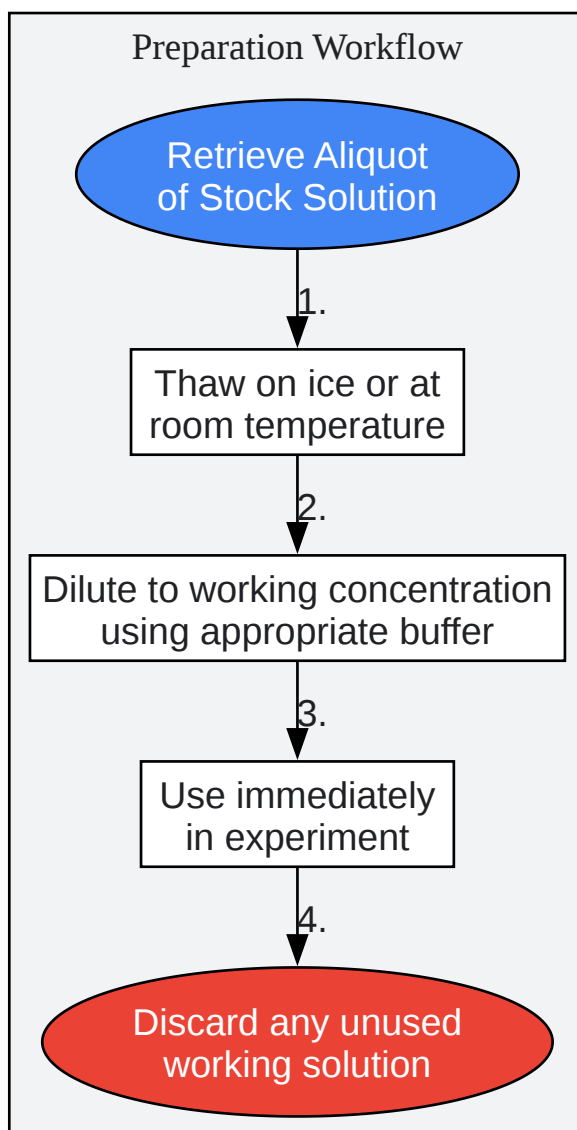 Preparation Workflow
Retrieve Aliquot
of Stock Solution
1.
Thaw on ice or at
room temperature
2.
Dilute to working concentration
using appropriate buffer
3.
Use immediately
in experiment
4.
Discard any unused
working solution